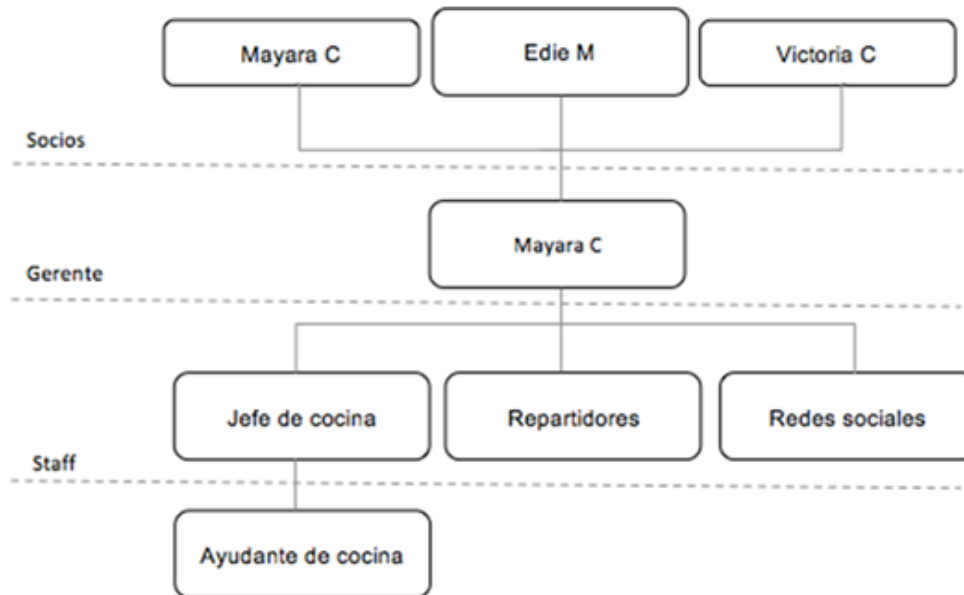 Mayara C
Edie M
Victoria C
Socios
Mayara C
Gerente
Jefe de cocina
Repartidores
Redes sociales
Staff
Ayudante de cocina